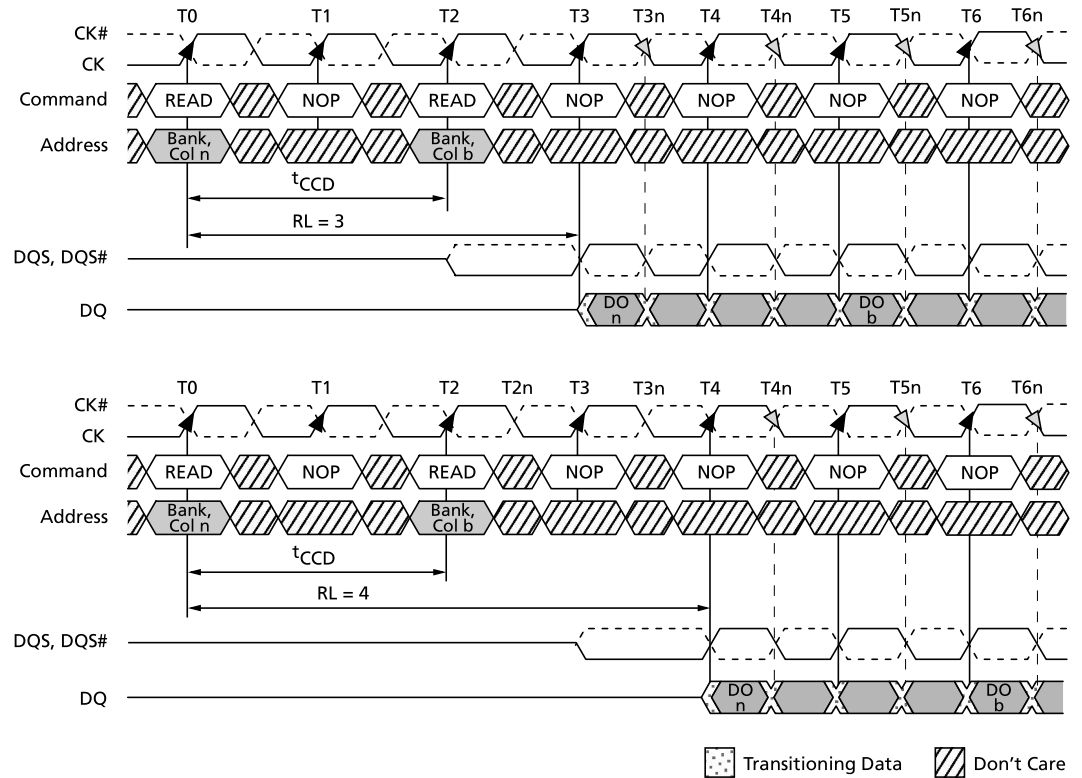 T0 T1 T2 T3 T3n T4 T4n T5 T5n T6 T6n
CK#
CK
Command READ NOP READ NOP NOP NOP NOP
Address Bank, Col n Bank, Col b
tCCD
RL = 3
DQS, DQS#
DQ DO n DO b
T0 T1 T2 T2n T3 T3n T4 T4n T5 T5n T6 T6n
CK#
CK
Command READ NOP READ NOP NOP NOP NOP
Address Bank, Col n Bank, Col b
tCCD
RL = 4
DQS, DQS#
DQ DO n DO b
Transitioning Data Don't Care